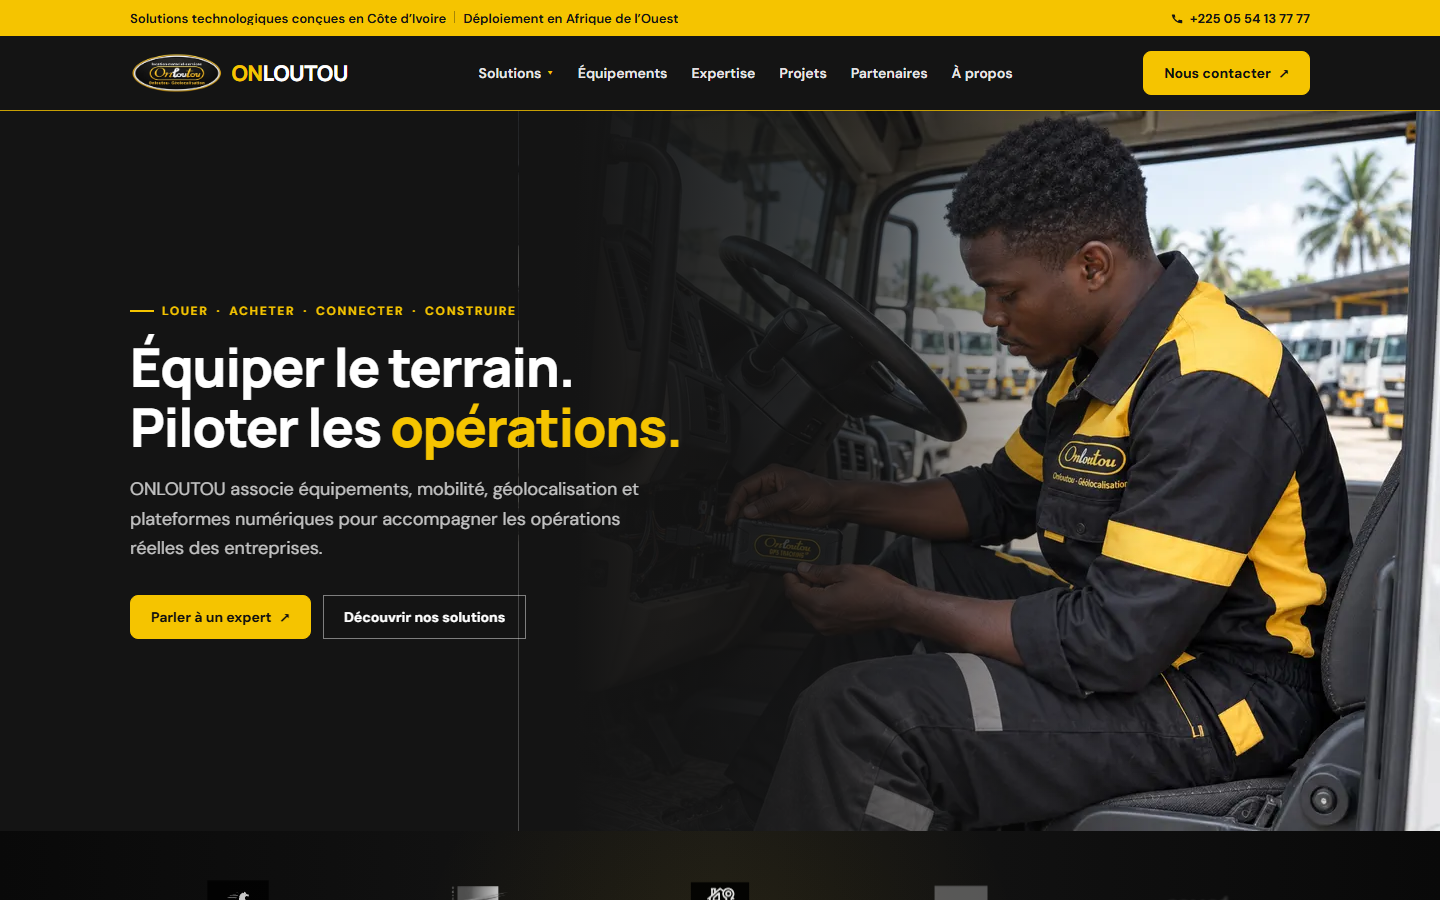 Solutions technologiques conçues en Côte d’Ivoire Déploiement en Afrique de l’Ouest +225 05 54 13 77 77
Onloutou
ONLOUTOU Solutions Équipements Expertise Projets Partenaires À propos Nous contacter ↗
LOUER · ACHETER · CONNECTER · CONSTRUIRE
Équiper le terrain.
Piloter les opérations.
ONLOUTOU associe équipements, mobilité, géolocalisation et
plateformes numériques pour accompagner les opérations
réelles des entreprises.
Parler à un expert ↗ Découvrir nos solutions
Onloutou
Onloutou - Géolocalisation
Onloutou
GPS TRACKING